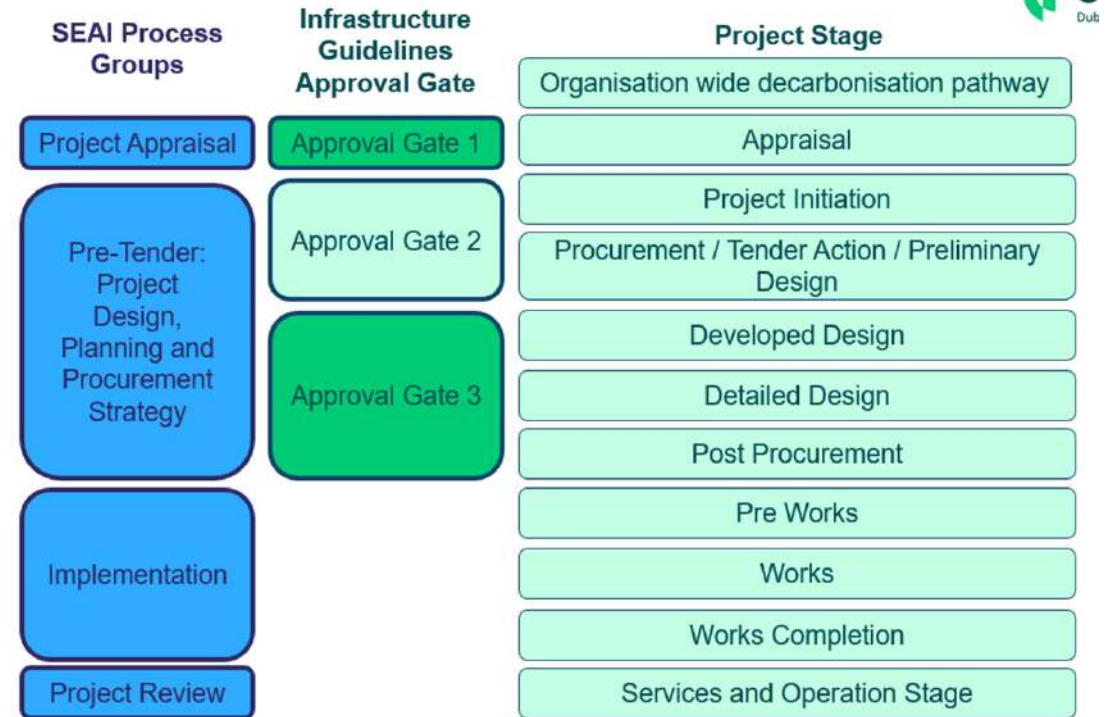 SEAI Process
Groups
Infrastructure
Guidelines
Approval Gate
Project Stage
Organisation wide decarbonisation pathway
Project Appraisal
Approval Gate 1
Appraisal
Pre-Tender:
Project
Design,
Planning and
Procurement
Strategy
Approval Gate 2
Approval Gate 3
Project Initiation
Procurement / Tender Action / Preliminary
Design
Developed Design
Detailed Design
Post Procurement
Implementation
Pre Works
Works
Works Completion
Project Review
Services and Operation Stage